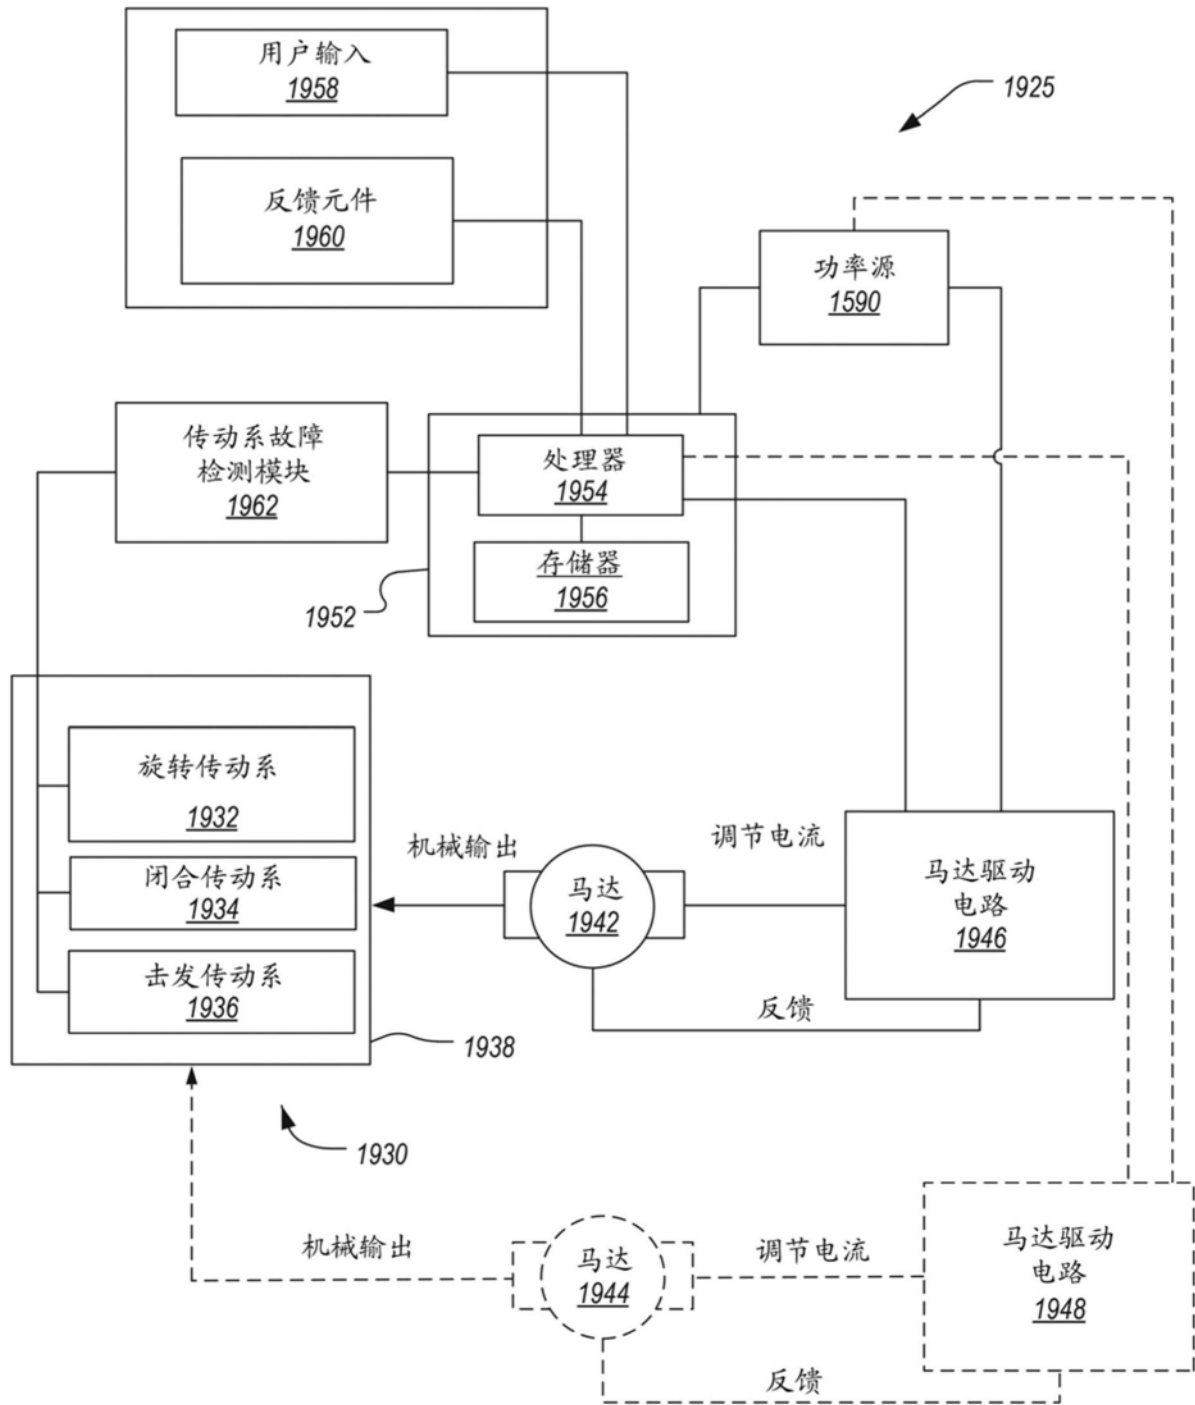 用户输入
1958
1925
反馈元件
1960
功率源
1590
传动系故障
检测模块
1962
处理器
1954
存储器
1956
1952
旋转传动系
1932
机械输出
调节电流
闭合传动系
1934
马达
1942
马达驱动
电路
1946
击发传动系
1936
反馈
1938
1930
机械输出
马达
1944
调节电流
马达驱动
电路
1948
反馈